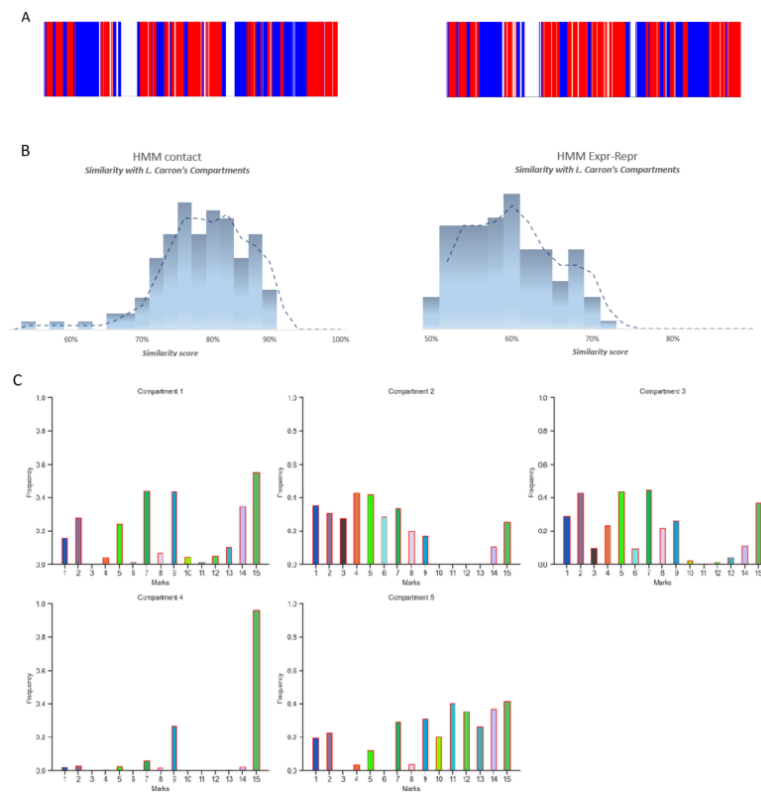 A
B
HMM contact
Similarity with L. Carron's Compartments
60% 70% 80% 90% 100%
Similarity score
HMM Expr-Repr
Similarity with L. Carron's Compartments
50% 60% 70% 80%
Similarity score
C
Compartment 1
1.0
0.8
0.6
0.4
0.2
0.0
Frequency
1 2 3 4 5 6 7 8 9 10 11 12 13 14 15
Marks
Compartment 2
1.0
0.8
0.6
0.4
0.2
0.0
Frequency
1 2 3 4 5 6 7 8 9 10 11 12 13 14 15
Marks
Compartment 3
1.0
0.8
0.6
0.4
0.2
0.0
Frequency
1 2 3 4 5 6 7 8 9 10 11 12 13 14 15
Marks
Compartment 4
1.0
0.8
0.6
0.4
0.2
0.0
Frequency
1 2 3 4 5 6 7 8 9 10 11 12 13 14 15
Marks
Compartment 5
1.0
0.8
0.6
0.4
0.2
0.0
Frequency
1 2 3 4 5 6 7 8 9 10 11 12 13 14 15
Marks